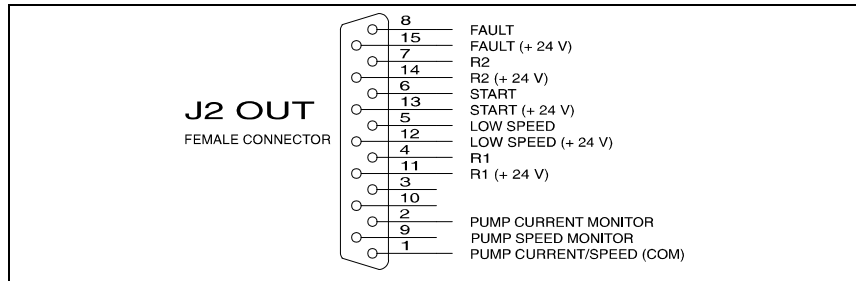 8 FAULT
15 FAULT (+ 24 V)
7 R2
14 R2 (+ 24 V)
6 START
13 START (+ 24 V)
J2 OUT
5 LOW SPEED
FEMALE CONNECTOR
12 LOW SPEED (+ 24 V)
4 R1
11 R1 (+ 24 V)
3
10
2 PUMP CURRENT MONITOR
9 PUMP SPEED MONITOR
1 PUMP CURRENT/SPEED (COM)